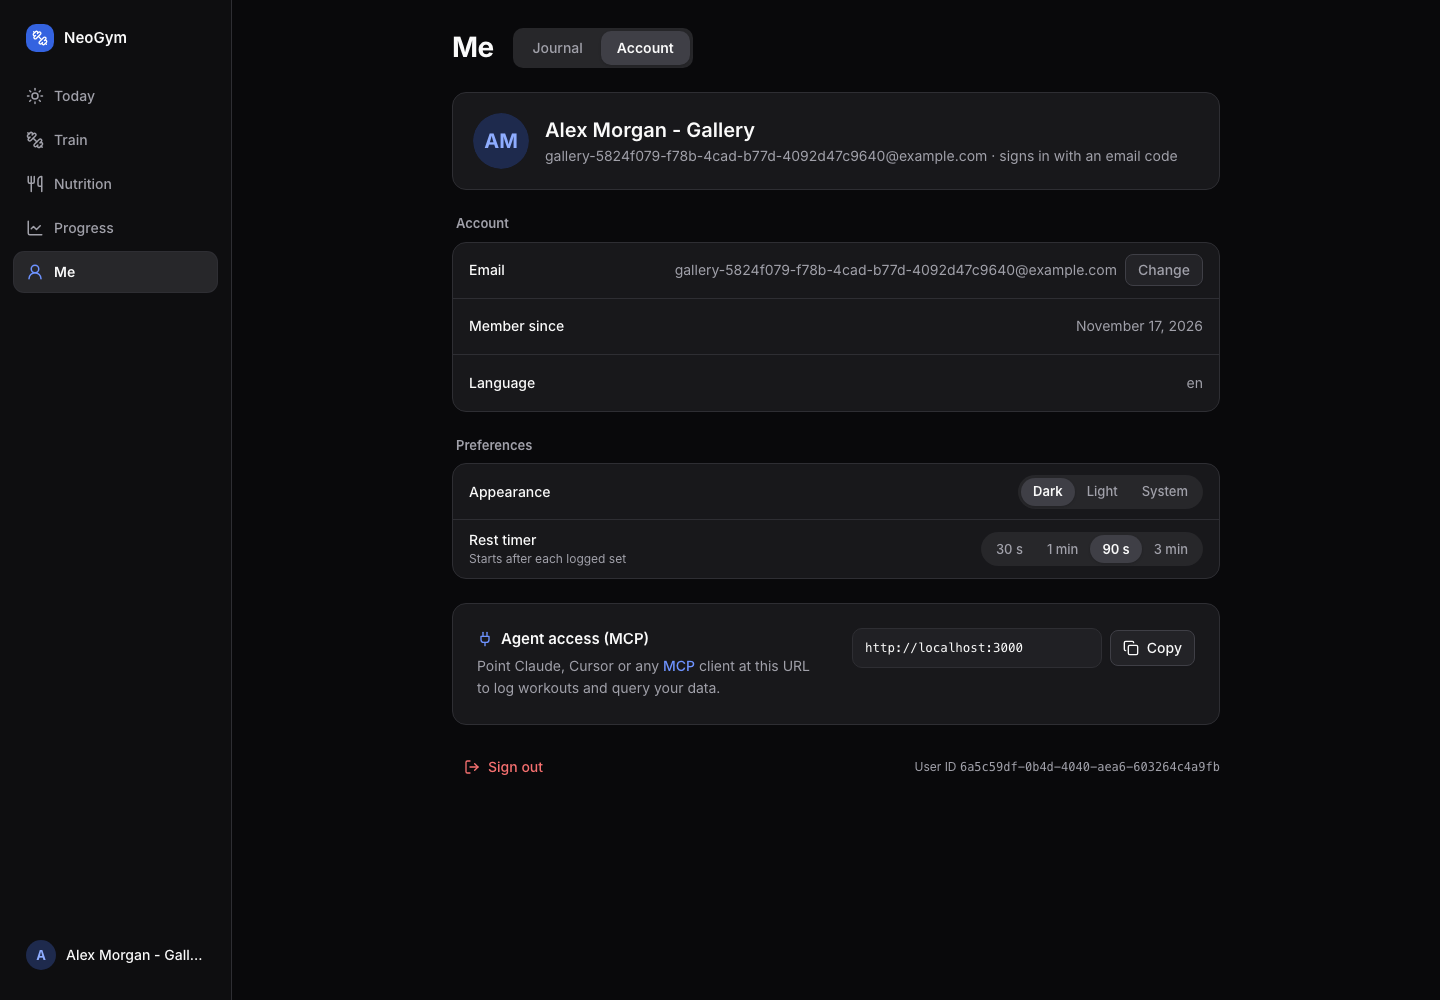 NeoGym
Today
Train
Nutrition
Progress
Me
Me
Journal
Account
AM
Alex Morgan - Gallery
gallery-5824f079-f78b-4cad-b77d-4092d47c9640@example.com · signs in with an email code
Account
Email
gallery-5824f079-f78b-4cad-b77d-4092d47c9640@example.com
Change
Member since
November 17, 2026
Language
en
Preferences
Appearance
Dark
Light
System
Rest timer
Starts after each logged set
30 s
1 min
90 s
3 min
Agent access (MCP)
Point Claude, Cursor or any MCP client at this URL
to log workouts and query your data.
http://localhost:3000
Copy
Sign out
User ID 6a5c59df-0b4d-4040-aea6-603264c4a9fb
A
Alex Morgan - Gall...